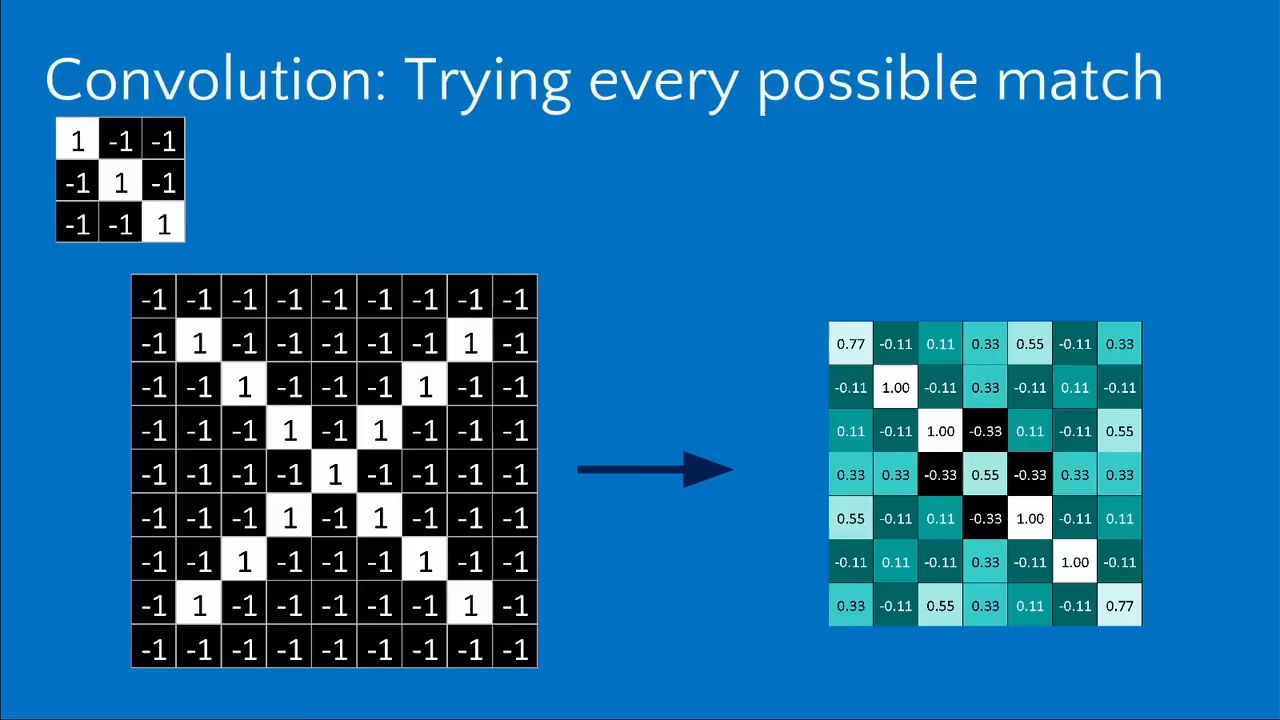 Convolution: Trying every possible match
1 -1 -1
-1 1 -1
-1 -1 1
-1 -1 -1 -1 -1 -1 -1 -1 -1
-1 1 -1 -1 -1 -1 -1 1 -1
-1 -1 1 -1 -1 -1 1 -1 -1
-1 -1 -1 1 -1 1 -1 -1 -1
-1 -1 -1 -1 1 -1 -1 -1 -1
-1 -1 -1 1 -1 1 -1 -1 -1
-1 -1 1 -1 -1 -1 1 -1 -1
-1 1 -1 -1 -1 -1 -1 1 -1
-1 -1 -1 -1 -1 -1 -1 -1 -1
0.77 -0.11 0.11 0.33 0.55 -0.11 0.33
-0.11 1.00 -0.11 0.33 -0.11 0.11 -0.11
0.11 -0.11 1.00 -0.33 0.11 -0.11 0.55
0.33 0.33 -0.33 0.55 -0.33 0.33 0.33
0.55 -0.11 0.11 -0.33 1.00 -0.11 0.11
-0.11 0.11 -0.11 0.33 -0.11 1.00 -0.11
0.33 -0.11 0.55 0.33 0.11 -0.11 0.77